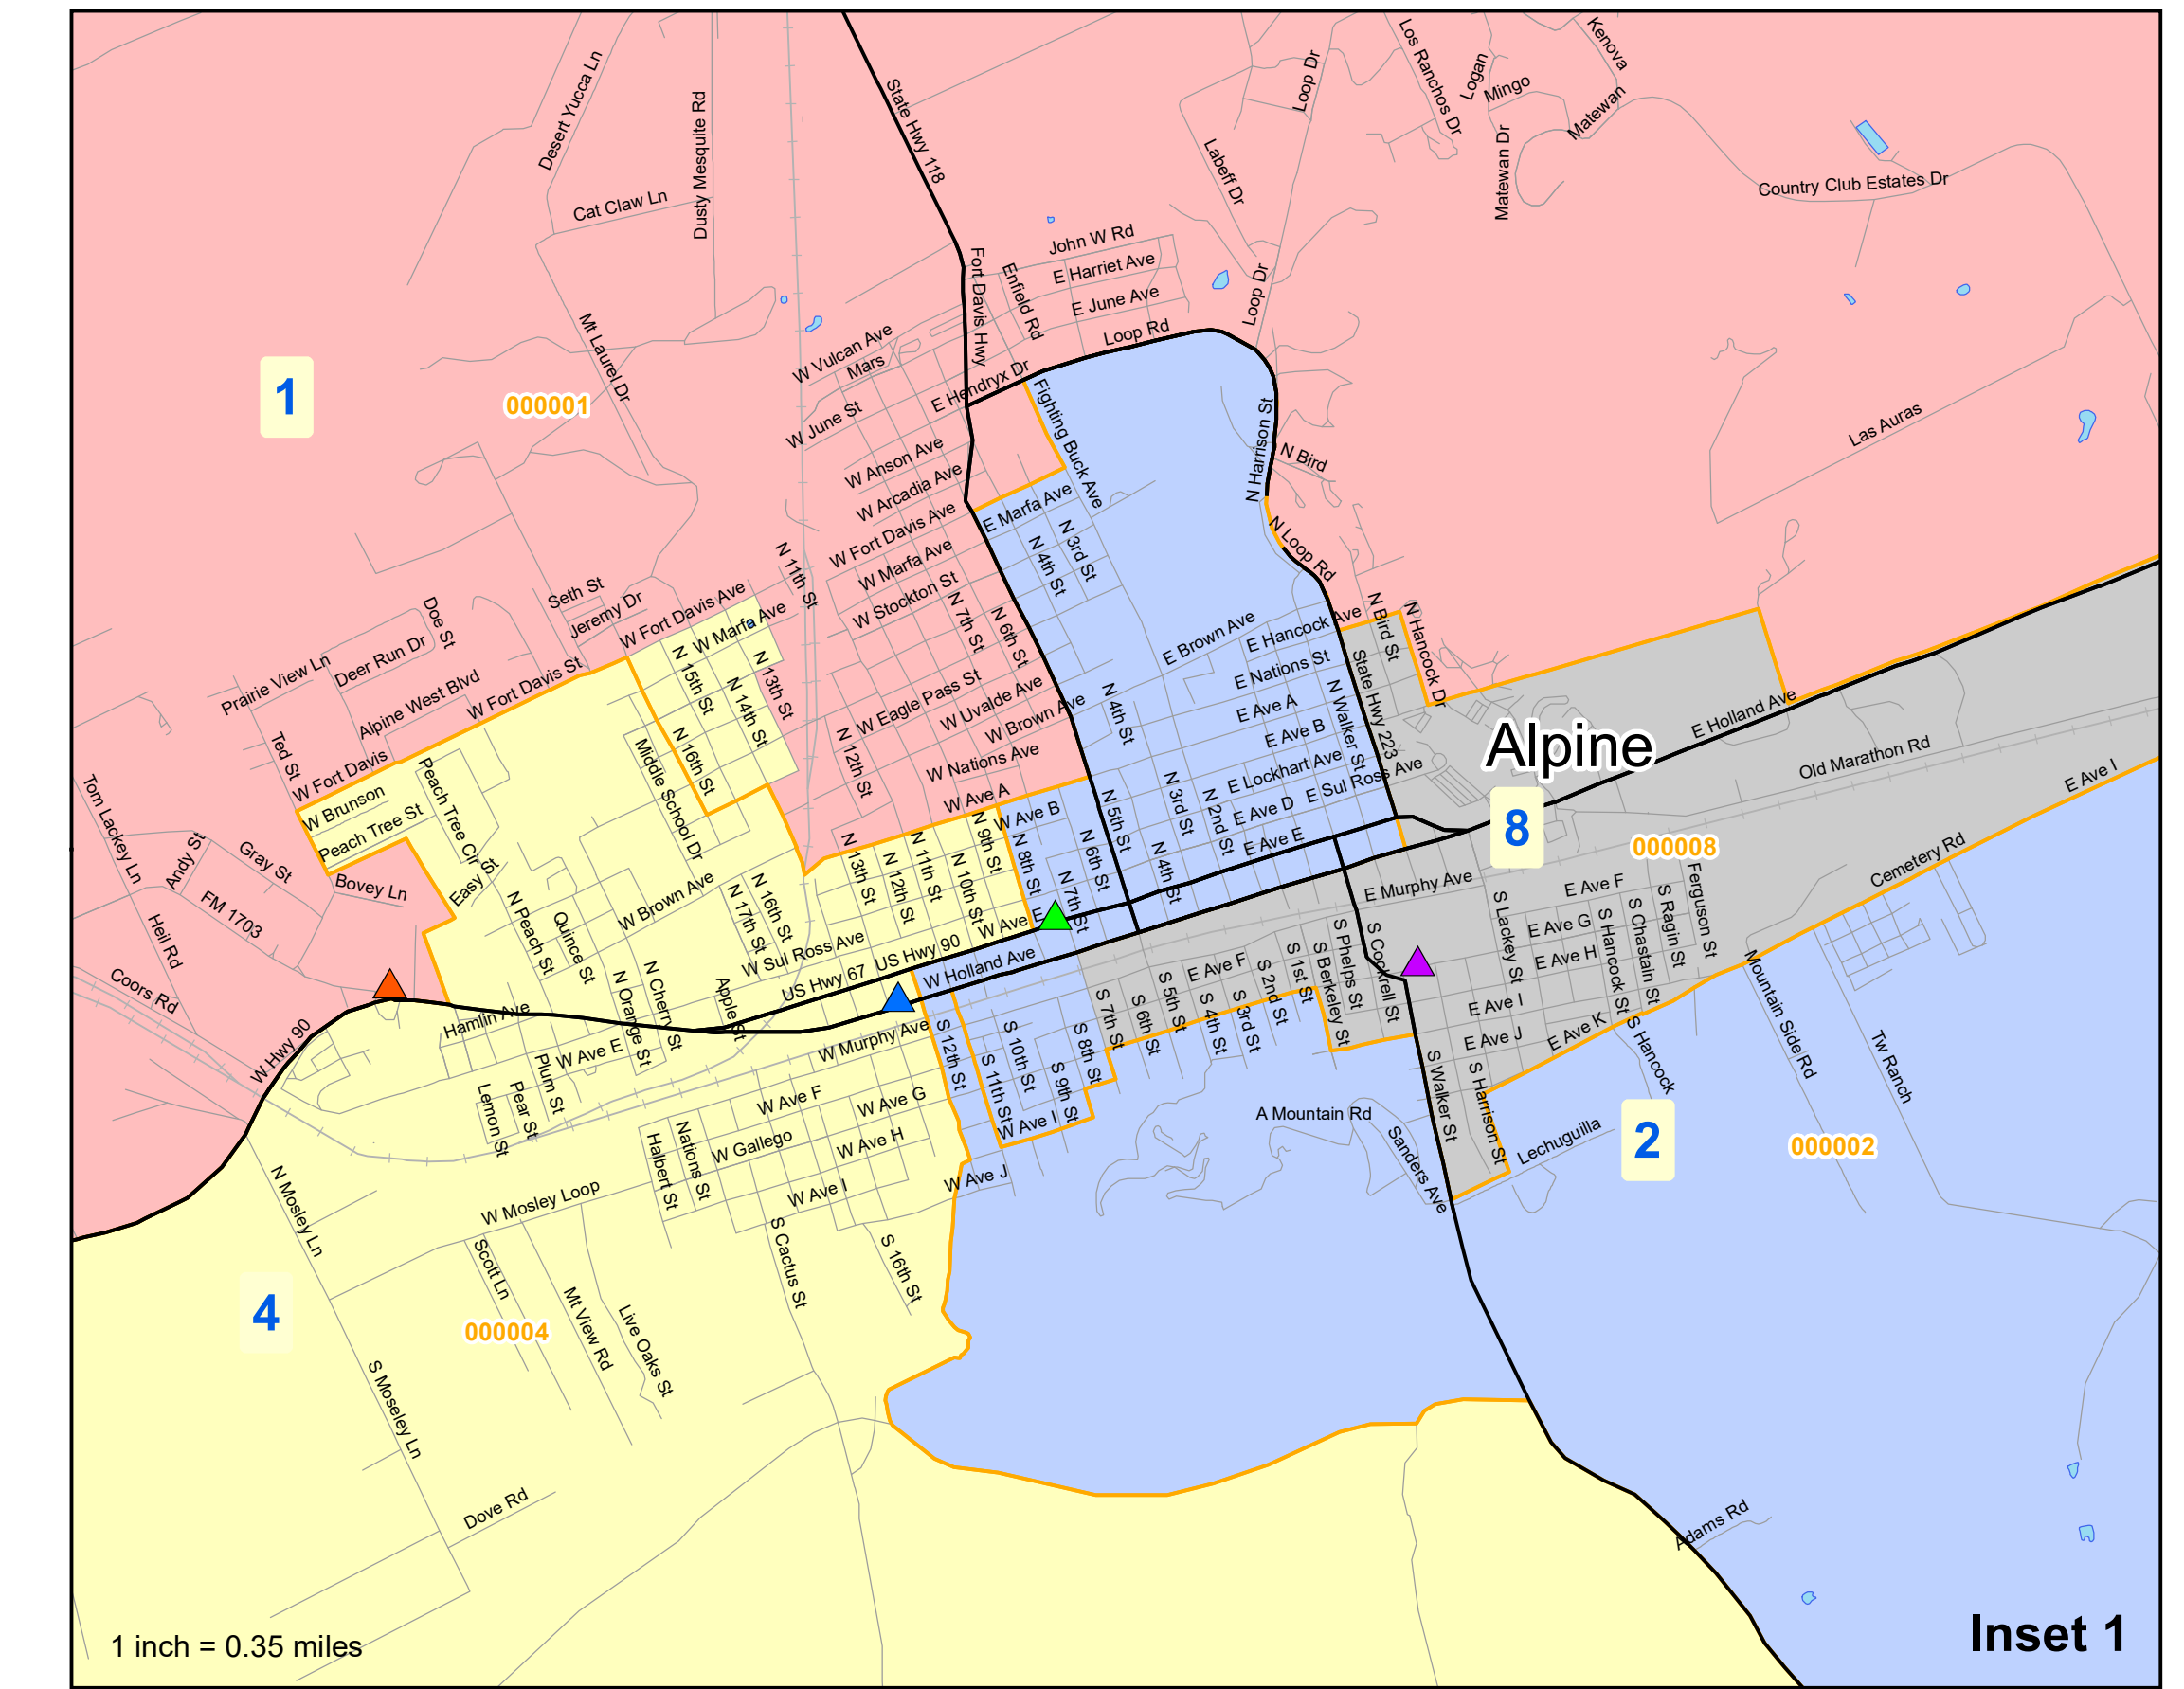 Desert Yucca Ln
Dusty Mesquite Rd
State Hwy 118
Loop Dr
Los Ranchos Dr
Logan
Mingo
Kenova
Matewan
Matewan Dr
Labeff Dr
Country Club Estates Dr
Cat Claw Ln
John W Rd
E Harriet Ave
E June Ave
Enfield Rd
Fort Davis Hwy
Loop Rd
Loop Dr
Mt Laurel Dr
W Vulcan Ave
Mars
E Hendryx Dr
W June St
1
000001
Fighting Buck Ave
N Harrison St
N Bird
Las Auras
W Anson Ave
W Arcadia Ave
W Fort Davis Ave
E Marfa Ave
N 3rd St
N 4th St
N Loop Rd
W Marfa Ave
W Stockton St
N 11th St
N 7th St
N 6th St
Seth St
Jeremy Dr
W Fort Davis Ave
W Marfa Ave
Doe St
Deer Run Dr
Prairie View Ln
Alpine West Blvd
W Fort Davis St
N 15th St
N 14th St
N 13th St
N 16th St
E Brown Ave
E Hancock Ave
N Bird St
N Hancock Dr
E Nations St
State Hwy 223
N Walker St
E Ave A
E Ave B
E Lockhart Ave
E Sul Ross Ave
E Ave D
E Ave E
W Eagle Pass St
W Uvalde Ave
W Brown Ave
W Nations Ave
N 4th St
N 12th St
Ted St
W Fort Davis
W Brunson
Peach Tree St
Peach Tree Clr
Middle School Dr
Alpine
E Holland Ave
Old Marathon Rd
E Ave I
8
000008
Cemetery Rd
Tom Lackey Ln
Andy St
Gray St
Bovey Ln
Easy St
FM 1703
Heil Rd
Coors Rd
W Hwy 90
W Ave A
W Ave B
N 5th St
N 3rd St
N 2nd St
N 4th St
N 6th St
N 7th St
N 8th St
N 9th St
N 10th St
N 11th St
N 12th St
N 13th St
N 16th St
N 17th St
W Brown Ave
N Peach St
Quince St
N Orange St
N Cherry St
Apple St
W Sul Ross Ave
US Hwy 90
US Hwy 67
W Ave E
W Holland Ave
E Murphy Ave
E Ave F
E Ave G
E Ave H
S Lackey St
S Hancock St
S Chastain St
S Ragin St
Ferguson St
S Phelps St
S Cockrell St
S Berkeley St
S 1st St
S 2nd St
S 3rd St
S 4th St
S 5th St
S 6th St
S 7th St
E Ave F
E Ave I
E Ave J
E Ave K
S Hancock
Mountain Side Rd
Tw Ranch
Hamlin Ave
W Ave E
W Murphy Ave
Plum St
Pear St
Lemon St
S 12th St
S 11th St
S 10th St
S 9th St
S 8th St
W Ave I
W Ave J
W Ave F
W Ave G
W Gallego
W Ave H
W Ave I
Nations St
Halbert St
A Mountain Rd
Sanders Ave
S Walker St
S Harrison St
Lechuguilla
2
000002
N Mosley Ln
W Mosley Loop
Scott Ln
Mt View Rd
Live Oaks St
S Cactus St
S 16th St
4
000004
S Moseley Ln
Dove Rd
Adams Rd
1 inch = 0.35 miles
Inset 1